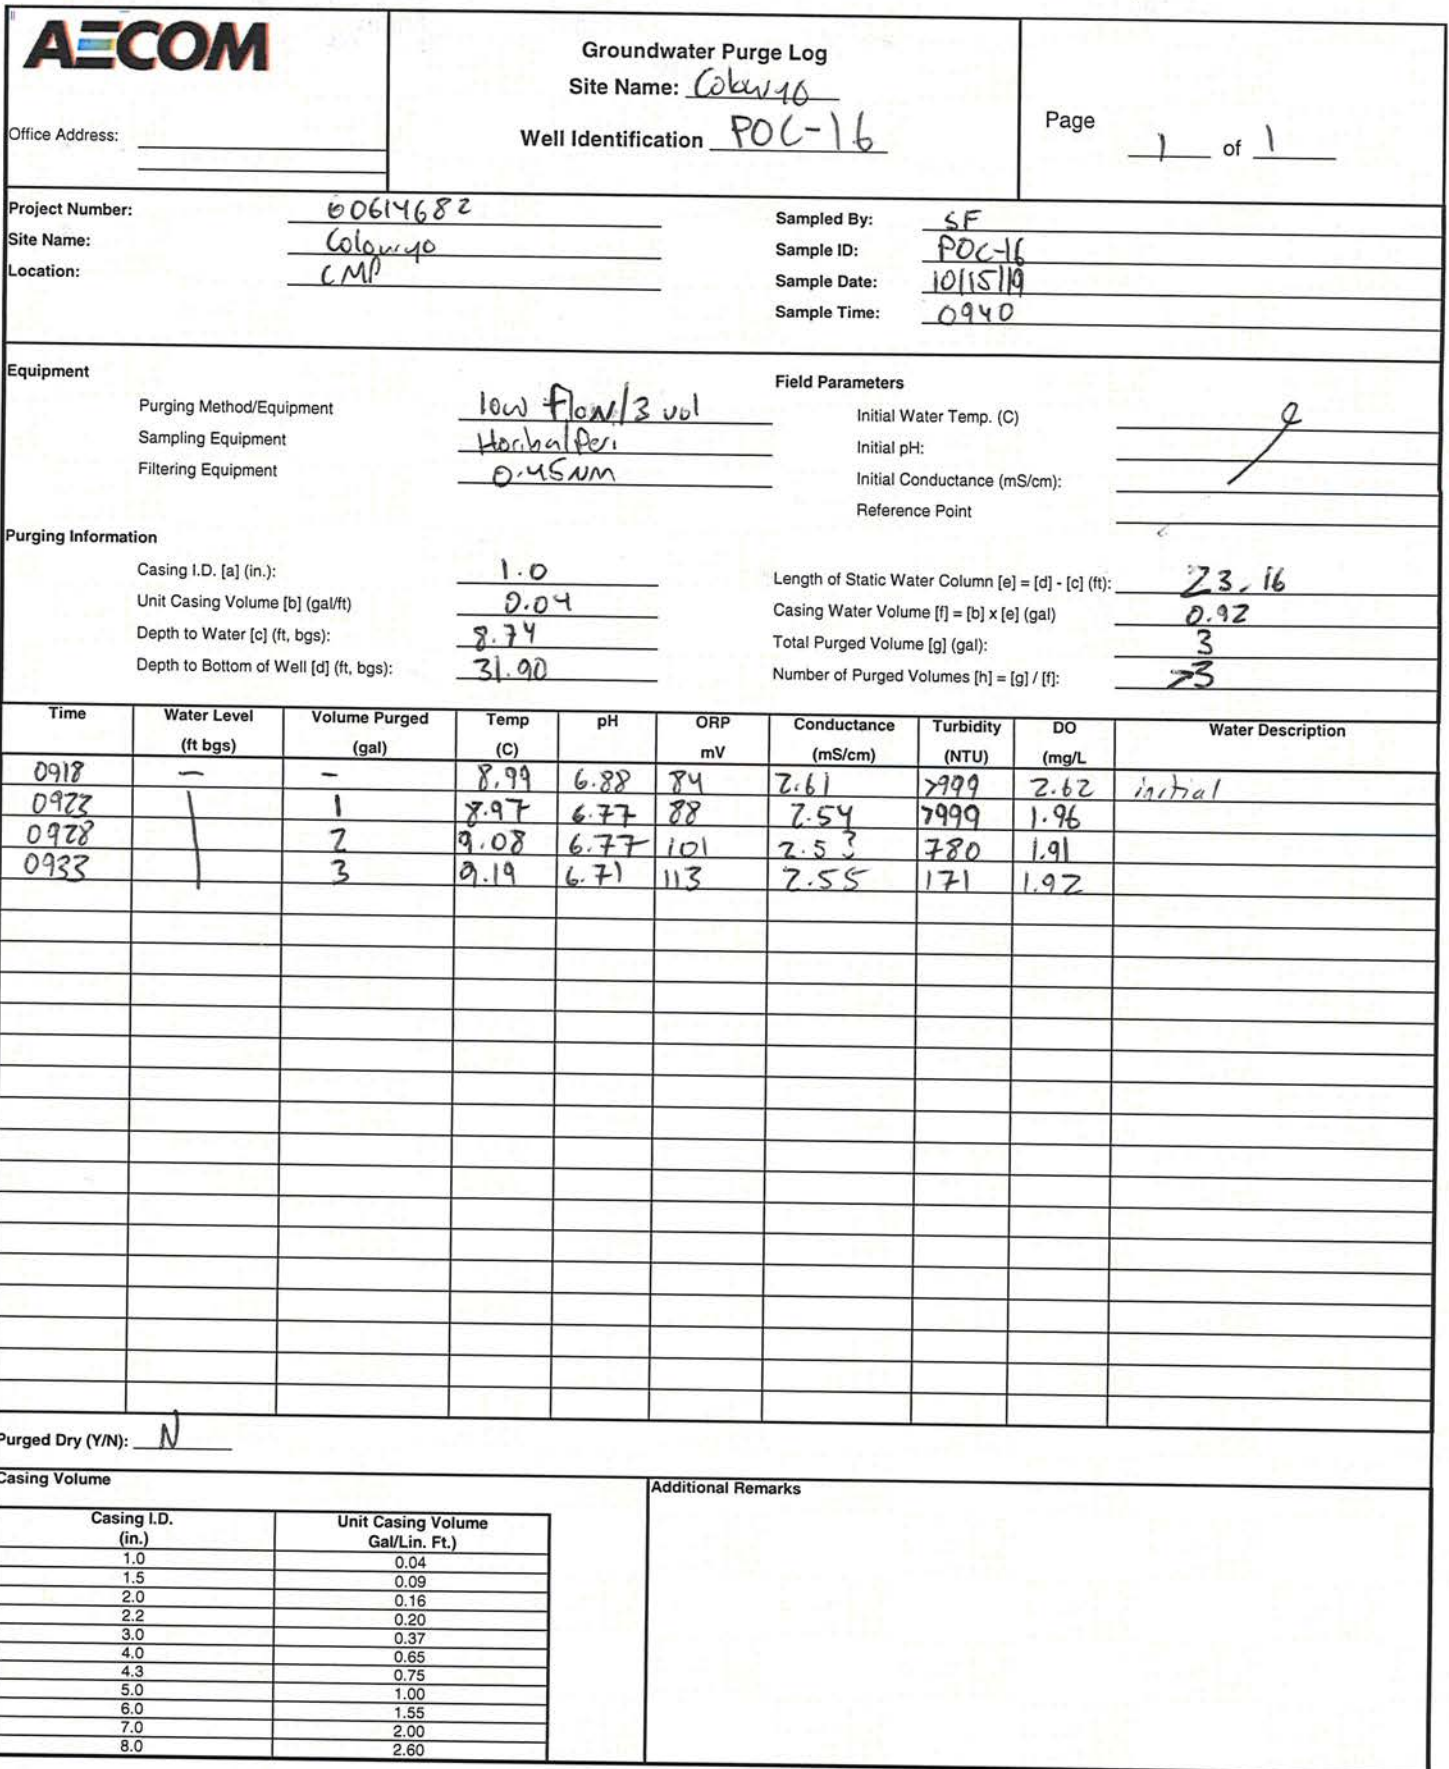 AECOM
Groundwater Purge Log
Site Name: Colowyo
Office Address:
Well Identification POC-16
Page 1 of 1
Project Number: 60614682
Site Name: Colowyo
Location: CMP
Sampled By: SF
Sample ID: POC-16
Sample Date: 10/15/19
Sample Time: 0940
Equipment
Purging Method/Equipment low flow/3 vol
Sampling Equipment Horiba/Peri
Filtering Equipment 0.45NM
Field Parameters
Initial Water Temp. (C)
Initial pH:
Initial Conductance (mS/cm):
Reference Point
Purging Information
Casing I.D. [a] (in.): 1.0
Unit Casing Volume [b] (gal/ft) 0.04
Depth to Water [c] (ft, bgs): 8.74
Depth to Bottom of Well [d] (ft, bgs): 31.90
Length of Static Water Column [e] = [d] - [c] (ft): 23.16
Casing Water Volume [f] = [b] x [e] (gal) 0.92
Total Purged Volume [g] (gal): 3
Number of Purged Volumes [h] = [g] / [f]: >3
Time Water Level (ft bgs) Volume Purged (gal) Temp (C) pH ORP mV Conductance (mS/cm) Turbidity (NTU) DO (mg/L Water Description
0918 — — 8.99 6.88 84 2.61 >999 2.62 initial
0923 1 8.97 6.77 88 2.54 >999 1.96
0928 2 9.08 6.77 101 2.53 780 1.91
0933 3 9.19 6.71 113 2.55 171 1.92
Purged Dry (Y/N): N
Casing Volume
Casing I.D. (in.) Unit Casing Volume Gal/Lin. Ft.)
1.0 0.04
1.5 0.09
2.0 0.16
2.2 0.20
3.0 0.37
4.0 0.65
4.3 0.75
5.0 1.00
6.0 1.55
7.0 2.00
8.0 2.60
Additional Remarks